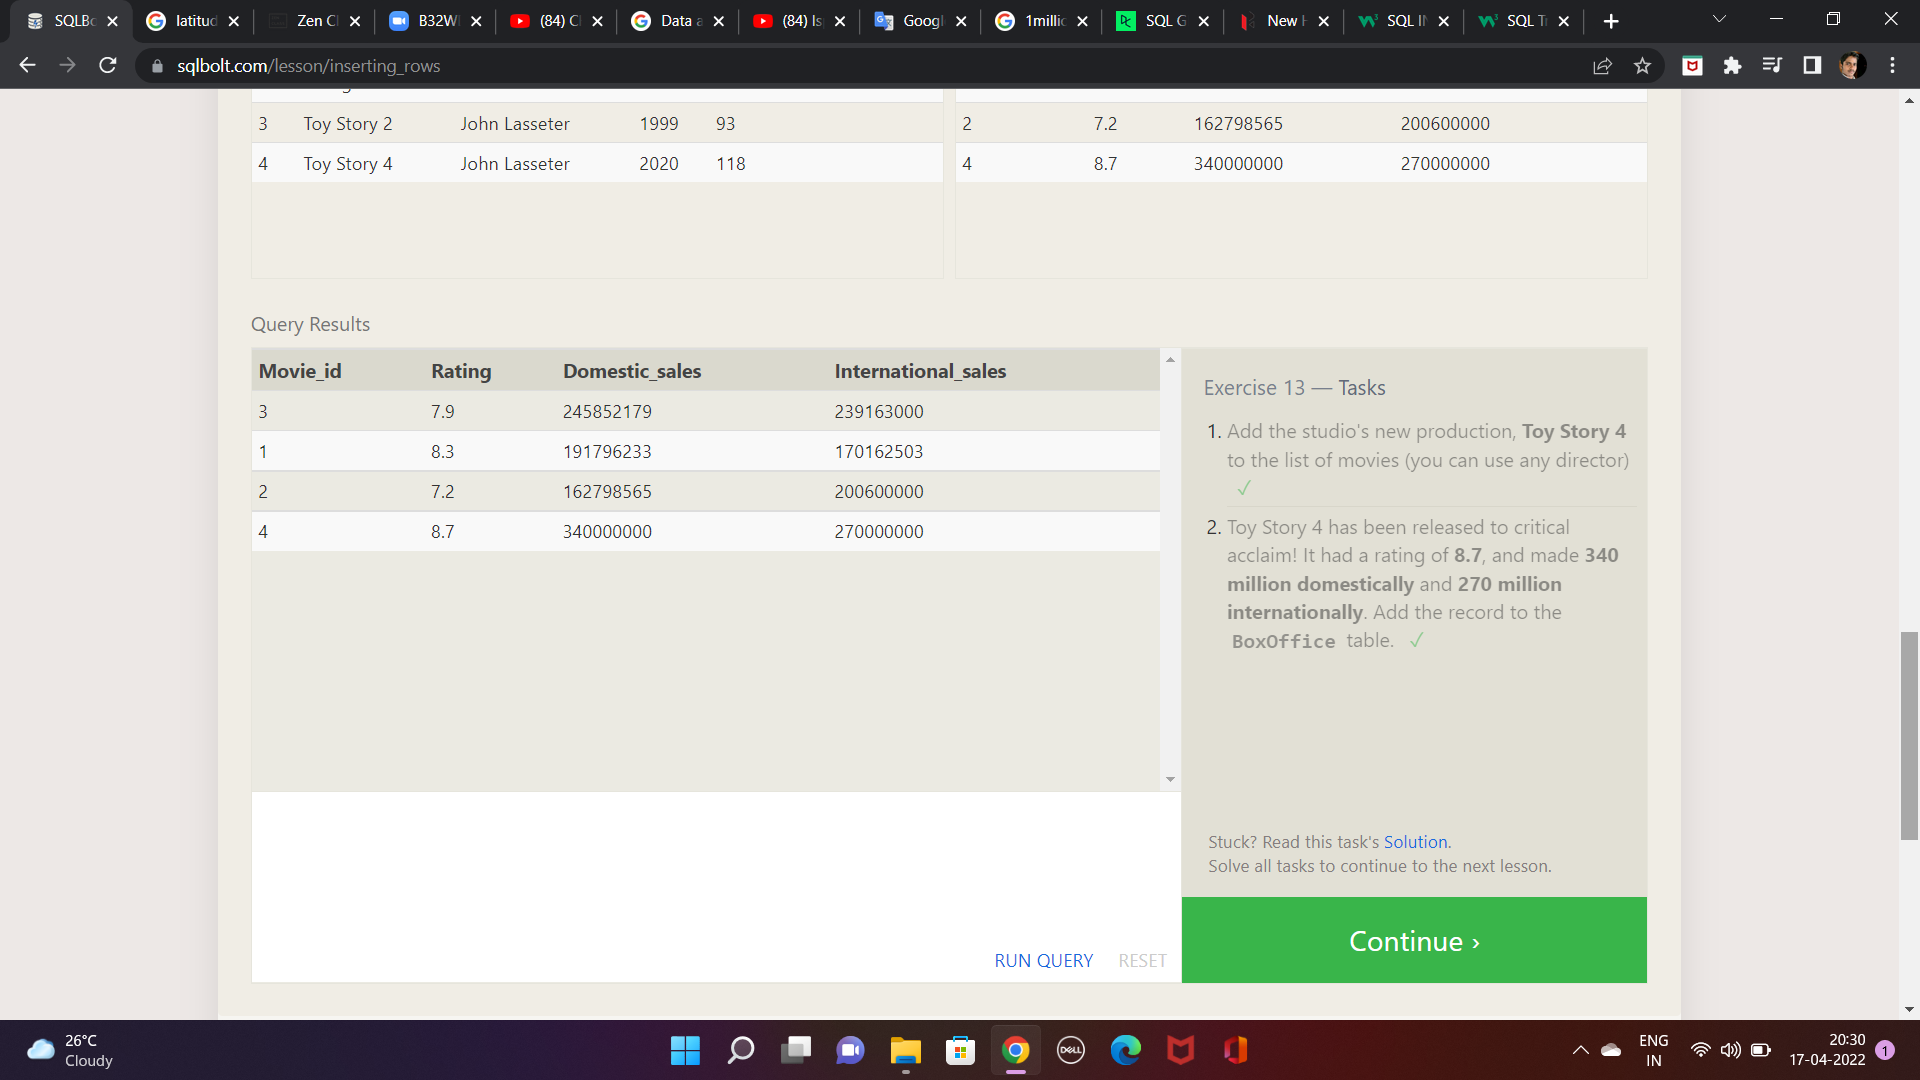 SQLBo
latitud
Zen Cl
B32W
(84) Cl
Data a
(84) Is
Googl
1millic
SQL G
New H
SQL IN
SQL Tr
sqlbolt.com/lesson/inserting_rows
3 Toy Story 2 John Lasseter 1999 93
4 Toy Story 4 John Lasseter 2020 118
2 7.2 162798565 200600000
4 8.7 340000000 270000000
Query Results
Movie_id Rating Domestic_sales International_sales
3 7.9 245852179 239163000
1 8.3 191796233 170162503
2 7.2 162798565 200600000
4 8.7 340000000 270000000
RUN QUERY RESET
Exercise 13 — Tasks
1. Add the studio's new production, Toy Story 4
to the list of movies (you can use any director)
✓
2. Toy Story 4 has been released to critical
acclaim! It had a rating of 8.7, and made 340
million domestically and 270 million
internationally. Add the record to the
BoxOffice table. ✓
Stuck? Read this task's Solution.
Solve all tasks to continue to the next lesson.
Continue ›
26°C
Cloudy
DELL
ENG
IN
20:30
17-04-2022
1